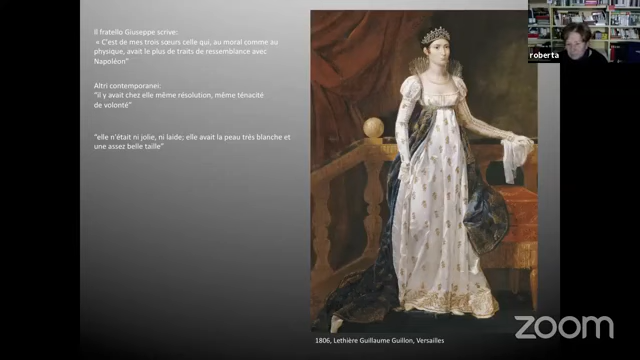 roberta
Il fratello Giuseppe scrive:
« C'est de mes trois sœurs celle qui, au moral comme au
physique, avait le plus de traits de ressemblance avec
Napoléon"
Altri contemporanei:
"il y avait chez elle même résolution, même ténacité
de volonté"
"elle n'était ni jolie, ni laide; elle avait la peau très blanche et
une assez belle taille"
1806, Lethière Guillaume Guillon, Versailles
zoom